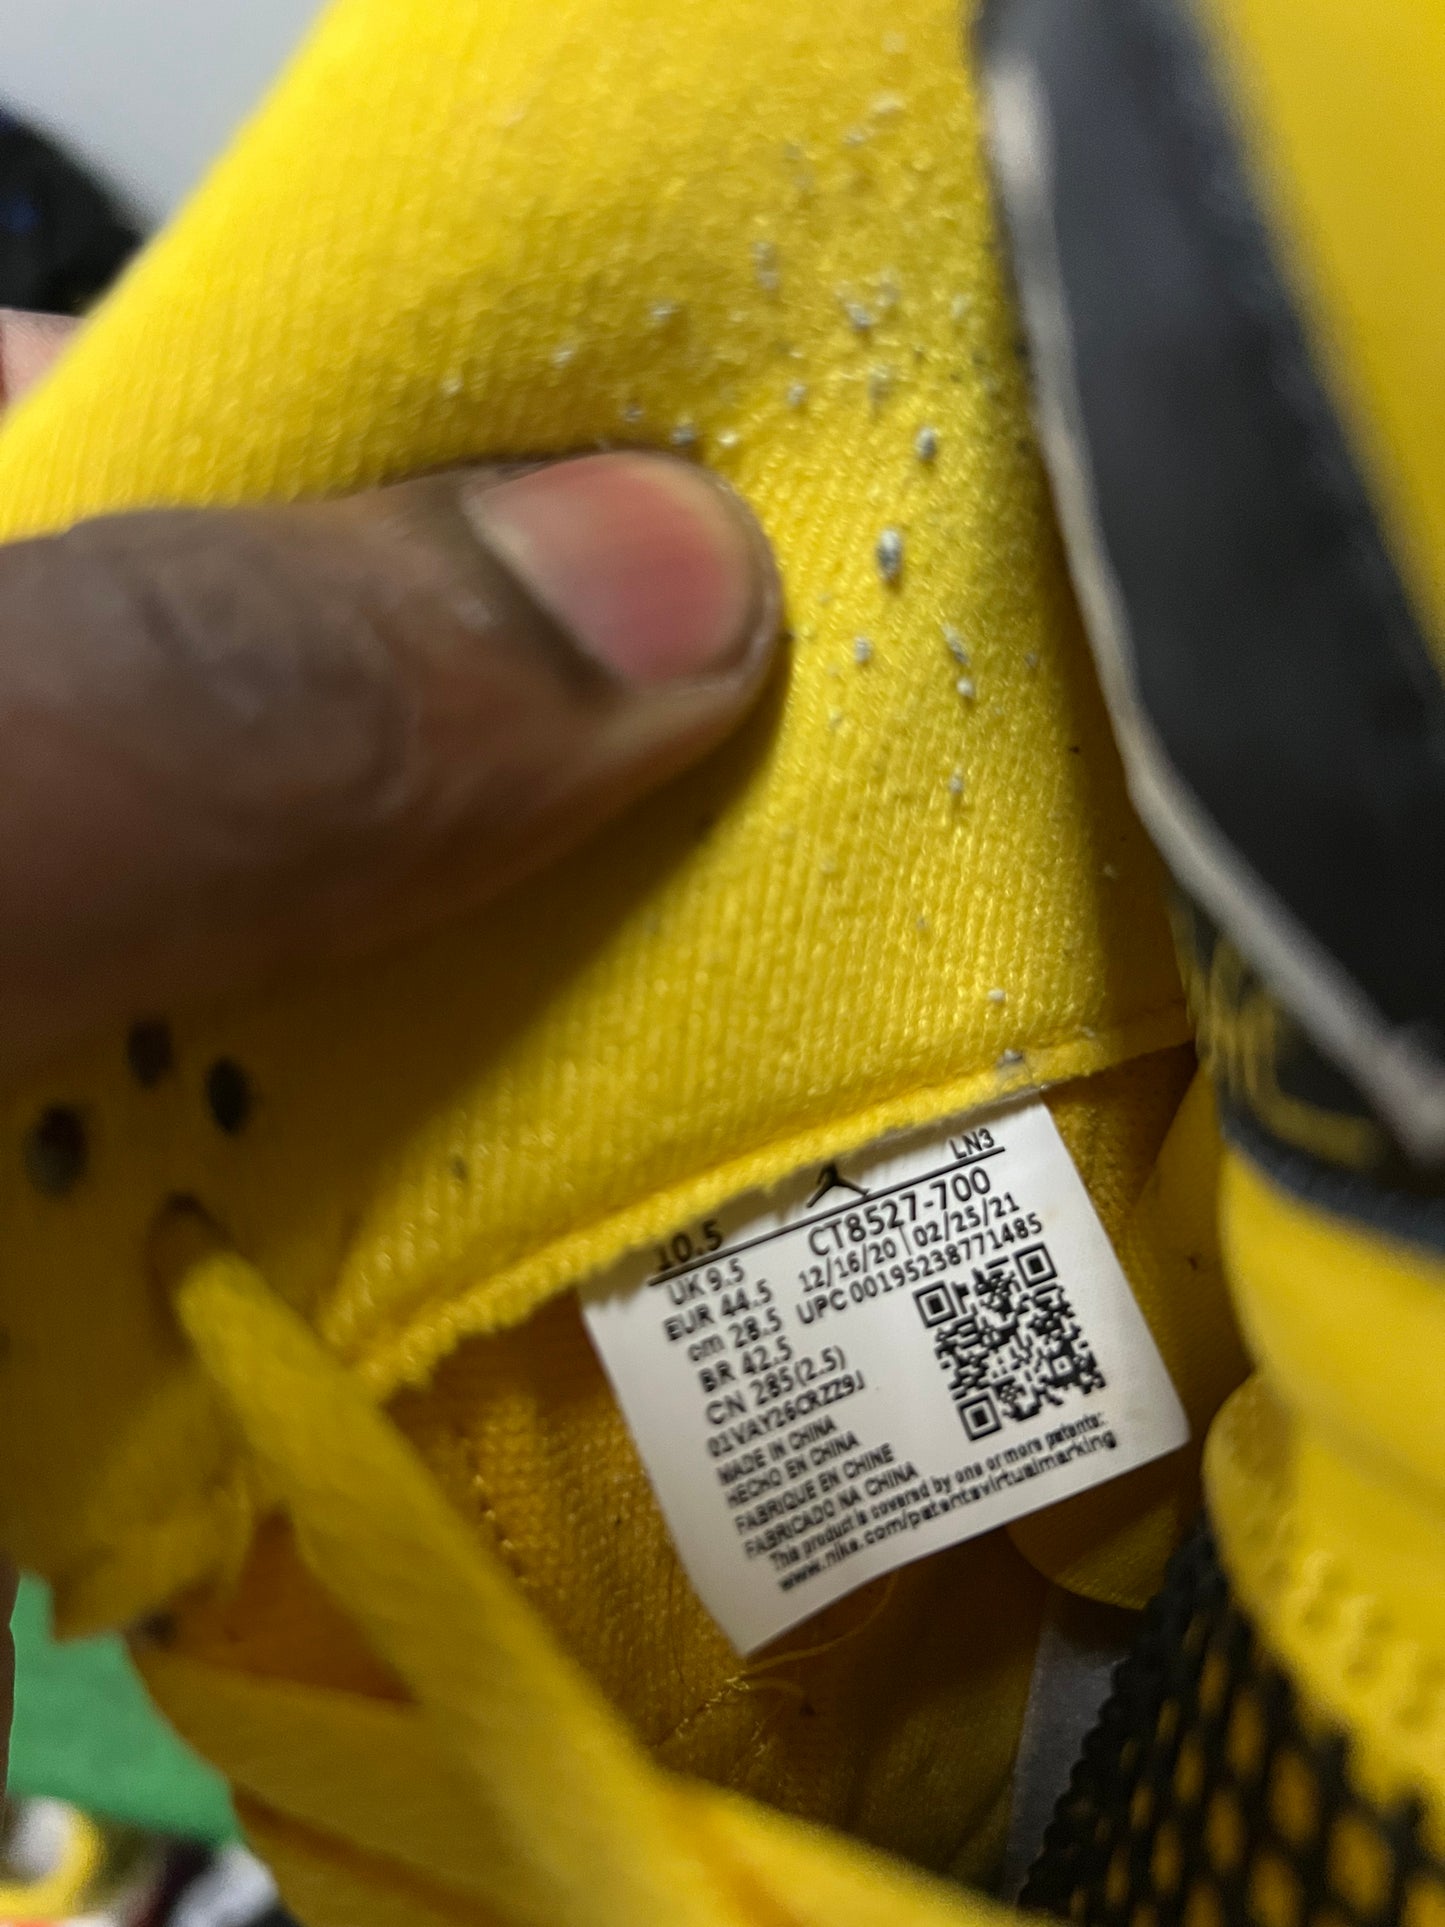 10.5 LN3
UK 9.5 CT8527-700
EUR 44.5 12/16/20 | 02/25/21
cm 28.5 UPC 00195238771485
BR 42.5
CN 285(2.5)
01VAY26CRZZ9J
MADE IN CHINA
HECHO EN CHINA
FABRIQUE EN CHINE
FABRICADO NA CHINA
This product is covered by one or more patents:
www.nike.com/patentsvirtualmarking